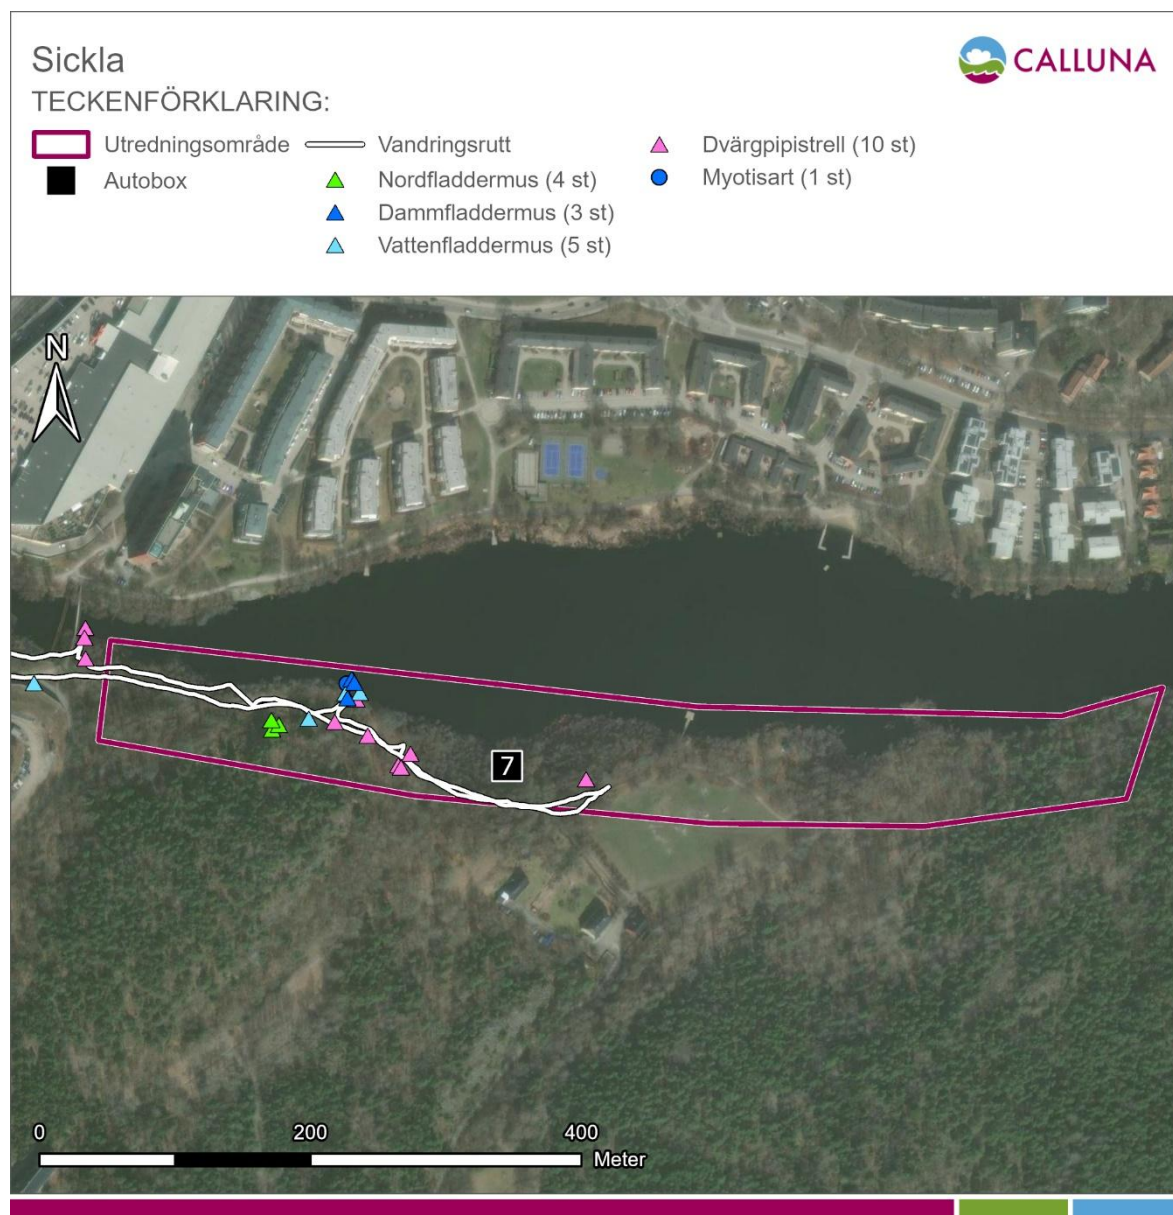 Sickla
CALLUNA
TECKENFÖRKLARING:
Utredningsområde
Vandringsrutt
Dvärgpipistrell (10 st)
Autobox
Nordfladdermus (4 st)
Myotisart (1 st)
Dammfladdermus (3 st)
Vattenfladdermus (5 st)
N
7
0 200 400
Meter